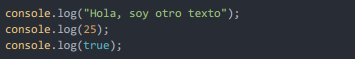 console.log("Hola, soy otro texto");
console.log(25);
console.log(true);